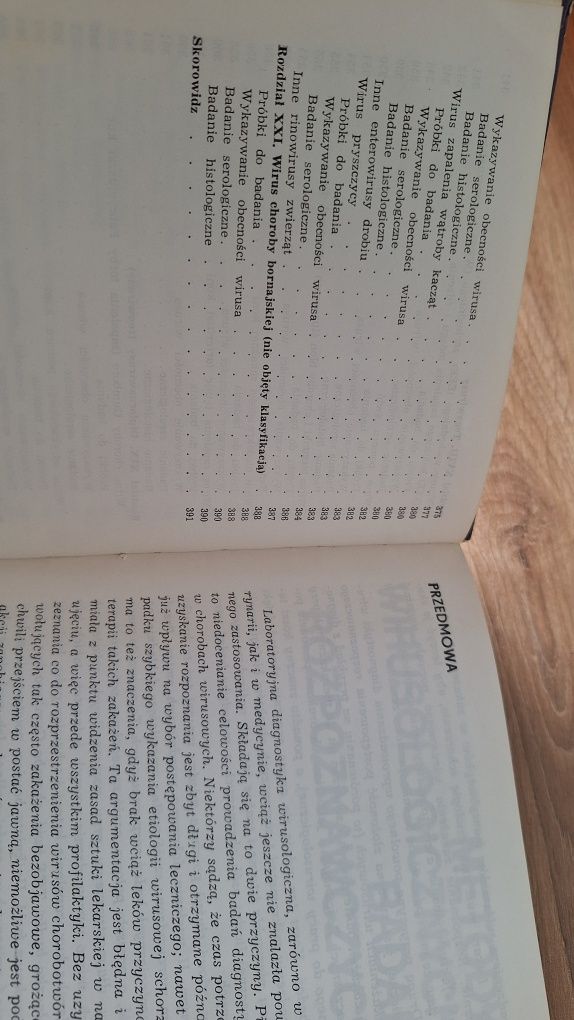 Wykazywanie obecności wirusa . . . . . . . 375
Badanie serologiczne . . . . . . . 377
Badanie histologiczne . . . . . . . 380
Wirus zapalenia wątroby kacząt . . . . . . . 380
Próbki do badania . . . . . . . 380
Wykazywanie obecności wirusa . . . . . . . 380
Badanie serologiczne . . . . . . . 382
Badanie histologiczne . . . . . . . 382
Inne enterowirusy drobiu . . . . . . . 383
Wirus pryszczycy . . . . . . . 383
Próbki do badania . . . . . . . 383
Wykazywanie obecności wirusa . . . . . . . 384
Badanie serologiczne . . . . . . . 386
Inne rinowirusy zwierząt . . . . . . . 387
Rozdział XXI. Wirus choroby bornajskiej (nie objęty klasyfikacją) . 388
Próbki do badania . . . . . . . 388
Wykazywanie obecności wirusa . . . . . . . 388
Badanie serologiczne . . . . . . . 390
Badanie histologiczne . . . . . . . 390
Skorowidz . . . . . . . 391
PRZEDMOWA
Laboratoryjna diagnostyka wirusologiczna, zarówno w
rynarii, jak i w medycynie, wciąż jeszcze nie znalazła pow
nego zastosowania. Składają się na to dwie przyczyny. Pi
to niedocenianie celowości prowadzenia badań diagnosty
w chorobach wirusowych. Niektórzy sądzą, że czas potrze
uzyskanie rozpoznania jest zbyt długi i otrzymane późno
już wpływu na wybór postępowania leczniczego; nawet
padku szybkiego wykazania etiologii wirusowej schorz
ma to też znaczenia, gdyż brak wciąż leków przyczyno
terapii takich zakażeń. Ta argumentacja jest błędna i
miała z punktu widzenia zasad sztuki lekarskiej w na
ujęciu, a więc przede wszystkim profilaktyki. Bez uzy
zeznania co do rozprzestrzenienia wirusów chorobotwór
wołujących tak często zakażenia bezobjawowe, grożąc
chwili przejściem w postać jawną, niemożliwe jest pod